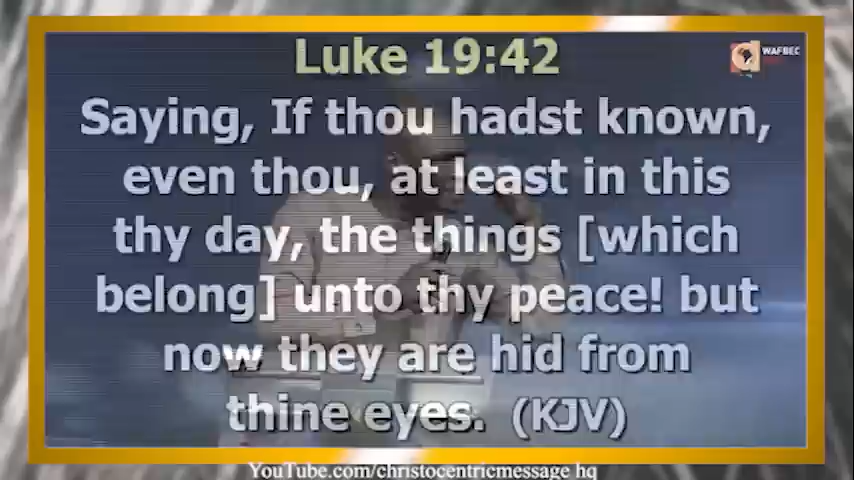 Luke 19:42
WAFBEC
Saying, If thou hadst known,
even thou, at least in this
thy day, the things [which
belong] unto thy peace! but
now they are hid from
thine eyes. (KJV)
YouTube.com/christocentricmessage hq